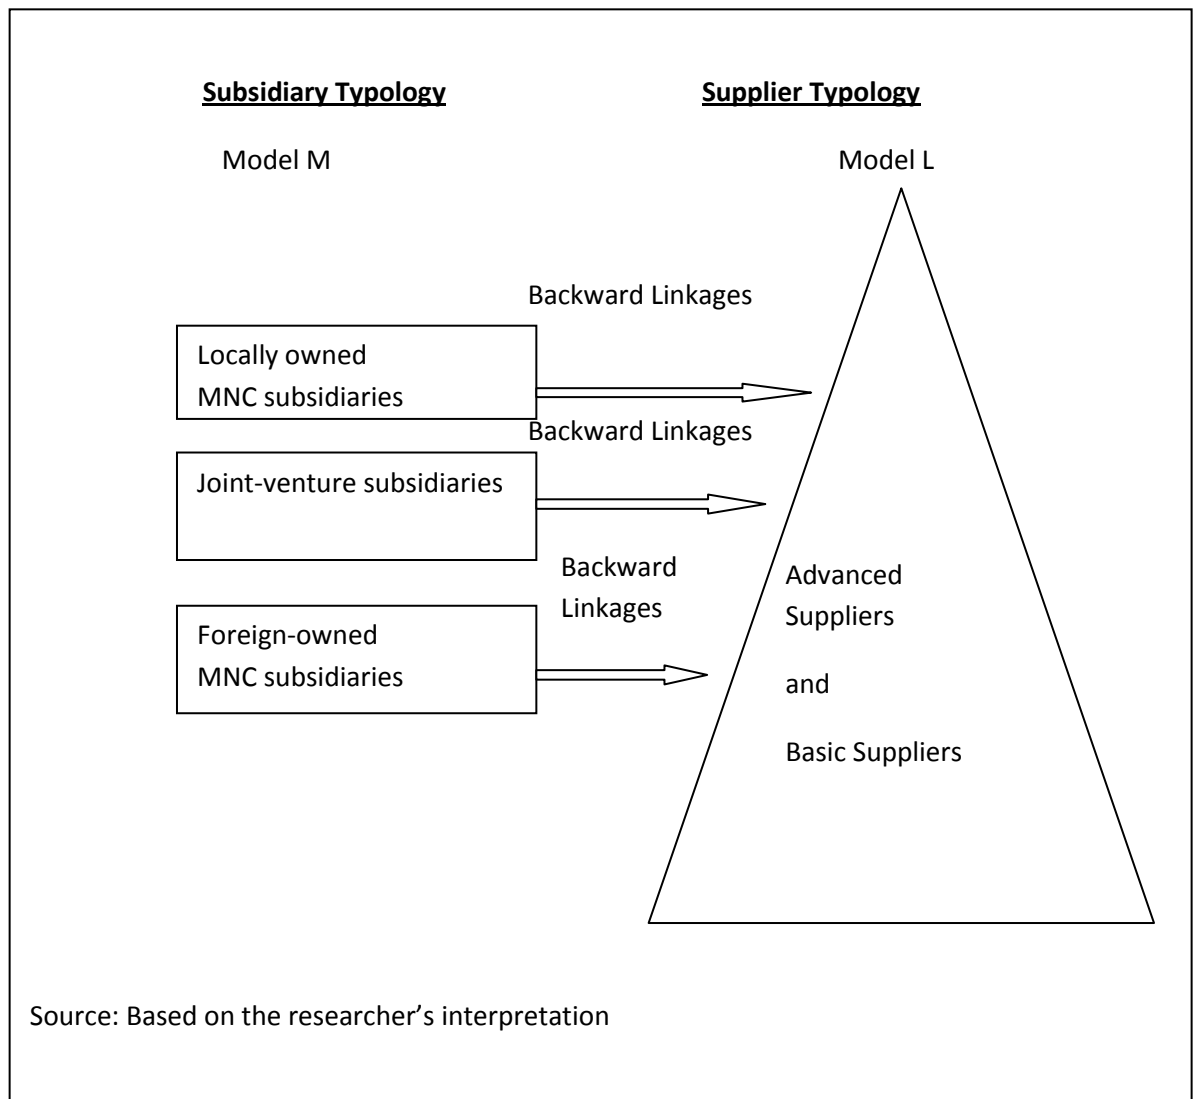 Subsidiary Typology
Supplier Typology
Model M
Model L
Backward Linkages
Locally owned
MNC subsidiaries
Backward Linkages
Joint-venture subsidiaries
Backward
Linkages
Advanced
Suppliers
Foreign-owned
MNC subsidiaries
and
Basic Suppliers
Source: Based on the researcher’s interpretation